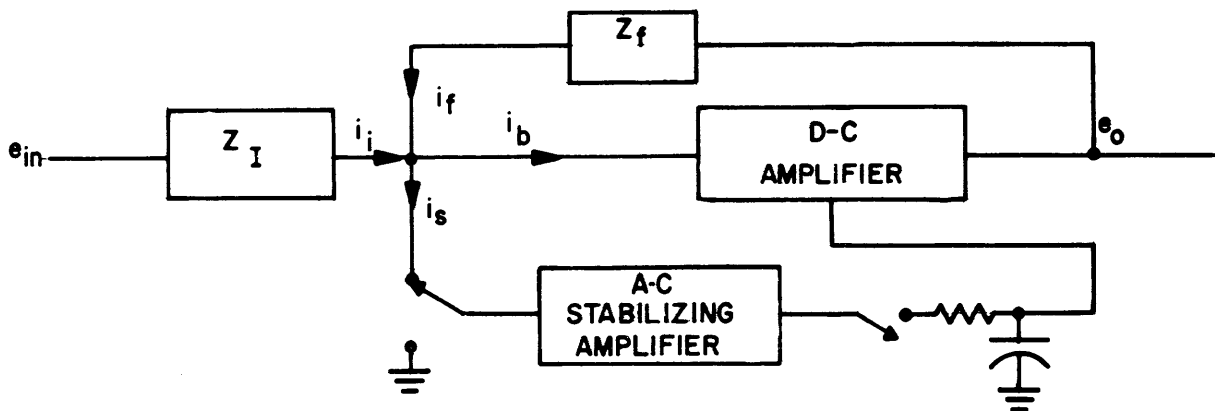 Z_f
i_f
e_in
Z_I
i_i
i_b
D-C
AMPLIFIER
e_o
i_s
A-C
STABILIZING
AMPLIFIER